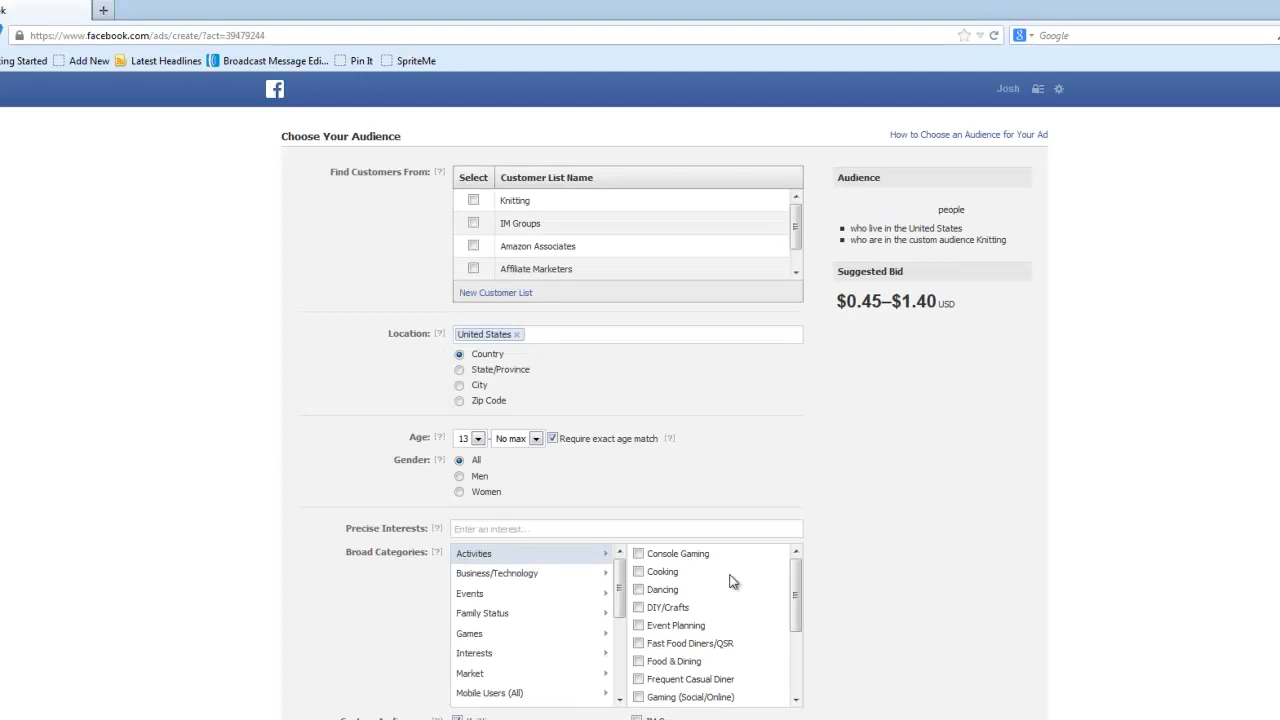 ok
+
https://www.facebook.com/ads/create/?act=39479244
Google
ing Started Add New Latest Headlines Broadcast Message Edi... Pin It SpriteMe
Josh
Choose Your Audience
How to Choose an Audience for Your Ad
Find Customers From: [?]
Select Customer List Name
Knitting
IM Groups
Amazon Associates
Affiliate Marketers
New Customer List
Audience
people
who live in the United States
who are in the custom audience Knitting
Suggested Bid
$0.45–$1.40 USD
Location: [?]
United States ×
Country
State/Province
City
Zip Code
Age: [?] 13 - No max Require exact age match [?]
Gender: [?] All
Men
Women
Precise Interests: [?] Enter an interest...
Broad Categories: [?]
Activities
Business/Technology
Events
Family Status
Games
Interests
Market
Mobile Users (All)
Console Gaming
Cooking
Dancing
DIY/Crafts
Event Planning
Fast Food Diners/QSR
Food & Dining
Frequent Casual Diner
Gaming (Social/Online)